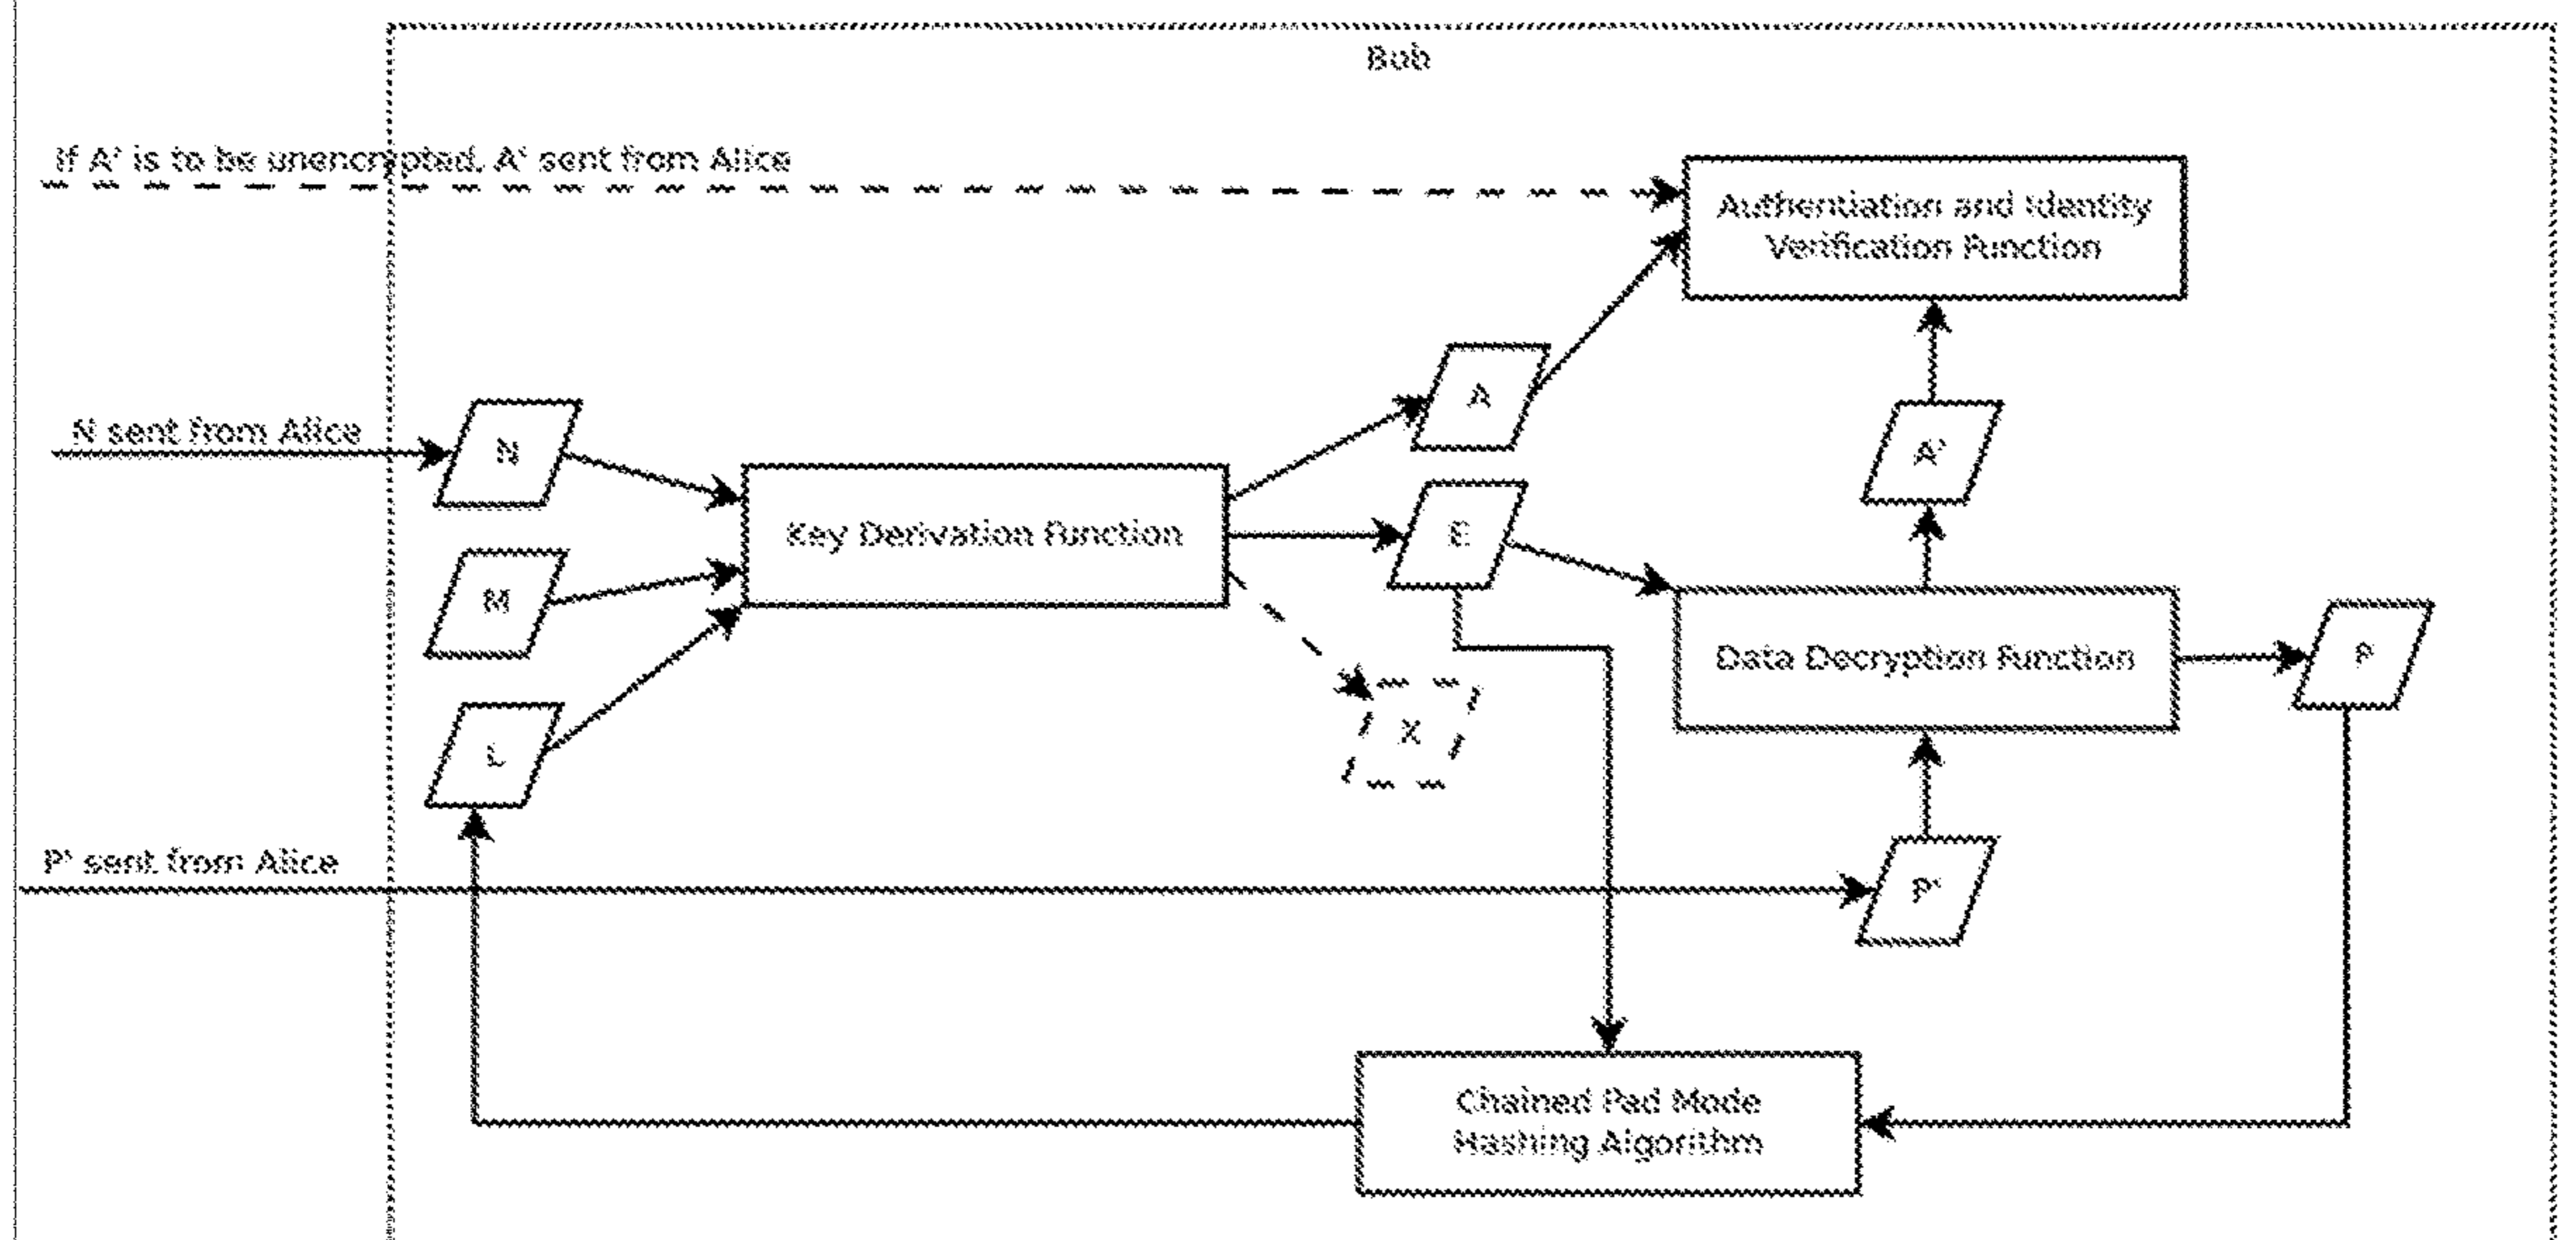 Bob
If A' is to be unencrypted, A' sent from Alice
Authentiation and Identity
Verification Function
A
N sent from Alice
N
A'
Key Derivation Function
E
M
Data Decryption Function
P
L
X
P' sent from Alice
P'
Chained Pad Mode
Hashing Algorithm